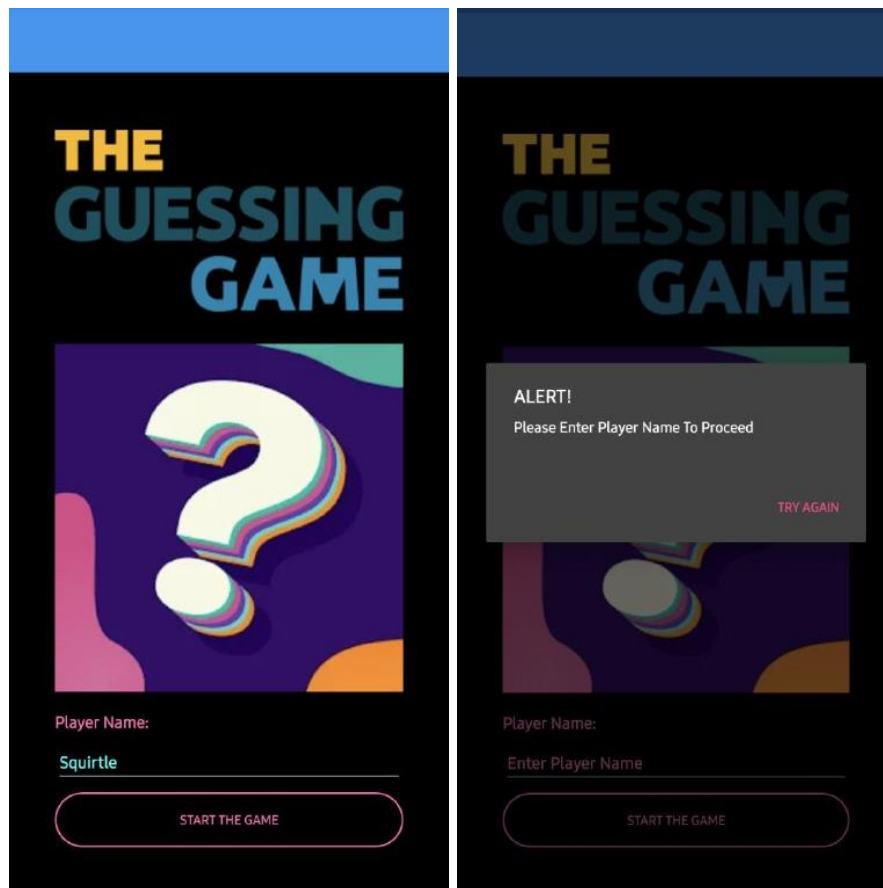 THE
GUESSING
GAME
Player Name:
Squirtle
START THE GAME
THE
GUESSING
GAME
ALERT!
Please Enter Player Name To Proceed
TRY AGAIN
Player Name:
Enter Player Name
START THE GAME